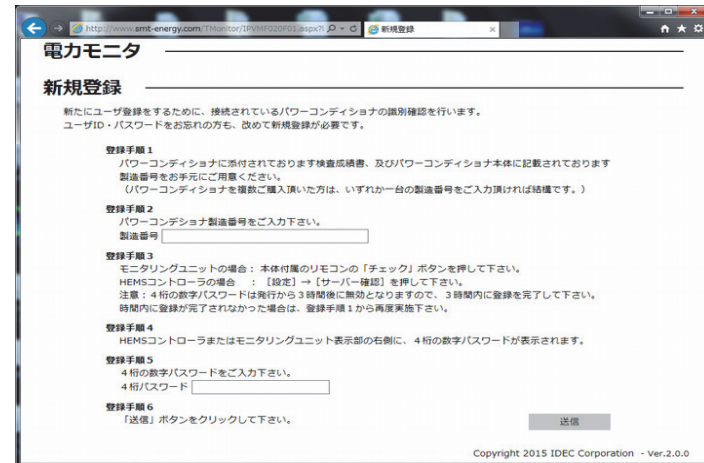 http://www.smt-energy.com/TMonitor/IPVMF020F01.aspx?l
新規登録
電力モニタ
新規登録
新たにユーザ登録をするために、接続されているパワーコンディショナの識別確認を行います。
ユーザID・パスワードをお忘れの方も、改めて新規登録が必要です。
登録手順1
パワーコンディショナに添付されております検査成績書、及びパワーコンディショナ本体に記載されております
製造番号をお手元にご用意ください。
(パワーコンディショナを複数ご購入頂いた方は、いずれか一台の製造番号をご入力頂ければ結構です。)
登録手順2
パワーコンデショナ製造番号をご入力下さい。
製造番号
登録手順3
モニタリングユニットの場合: 本体付属のリモコンの「チェック」ボタンを押して下さい。
HEMSコントローラの場合 : [設定]→[サーバー確認]を押して下さい。
注意:4桁の数字パスワードは発行から3時間後に無効となりますので、3時間内に登録を完了して下さい。
時間内に登録が完了されなかった場合は、登録手順1から再度実施下さい。
登録手順4
HEMSコントローラまたはモニタリングユニット表示部の右側に、4桁の数字パスワードが表示されます。
登録手順5
4桁の数字パスワードをご入力下さい。
4桁パスワード
登録手順6
「送信」ボタンをクリックして下さい。
送信
Copyright 2015 IDEC Corporation - Ver.2.0.0